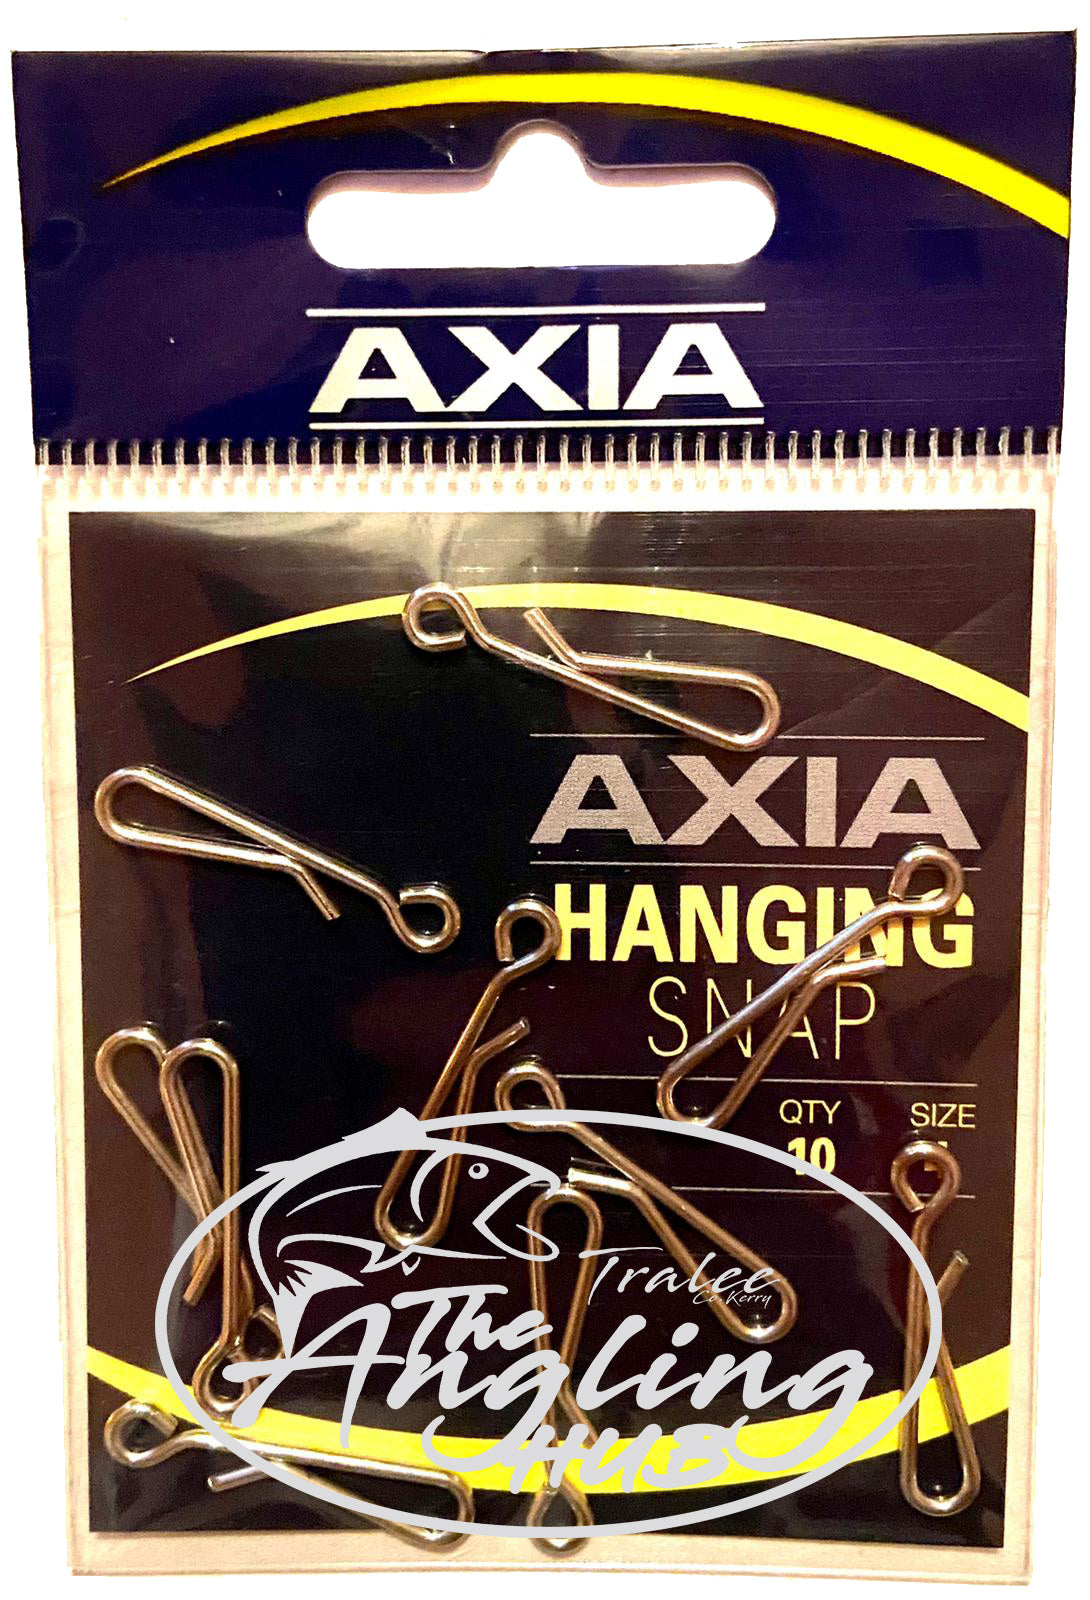 AXIA
AXIA
HANGING
SNAP
QTY SIZE
10
Tralee
Co. Kerry
The
Angling
HUB